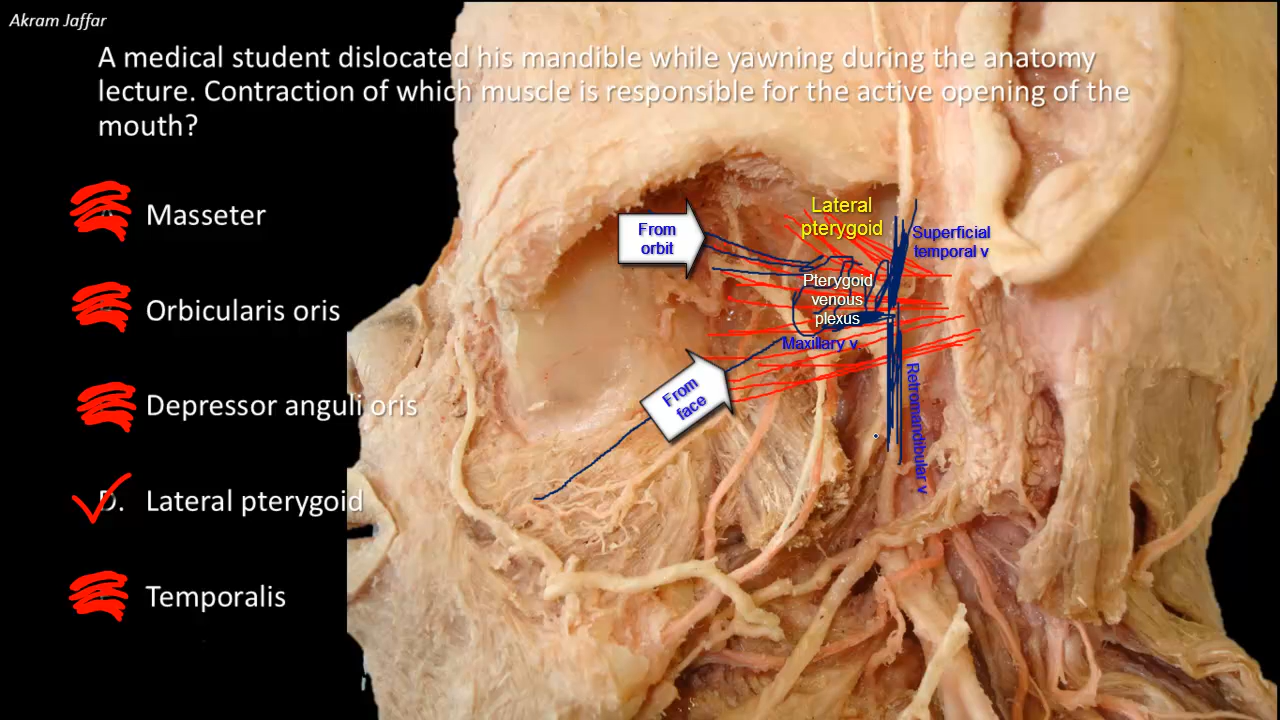 Akram Jaffar
A medical student dislocated his mandible while yawning during the anatomy
lecture. Contraction of which muscle is responsible for the active opening of the
mouth?
Masseter
Orbicularis oris
Depressor anguli oris
D. Lateral pterygoid
Temporalis
Lateral
pterygoid
From
orbit
Superficial
temporal v
Pterygoid
venous
plexus
Maxillary v
From
face
Retromandibular v